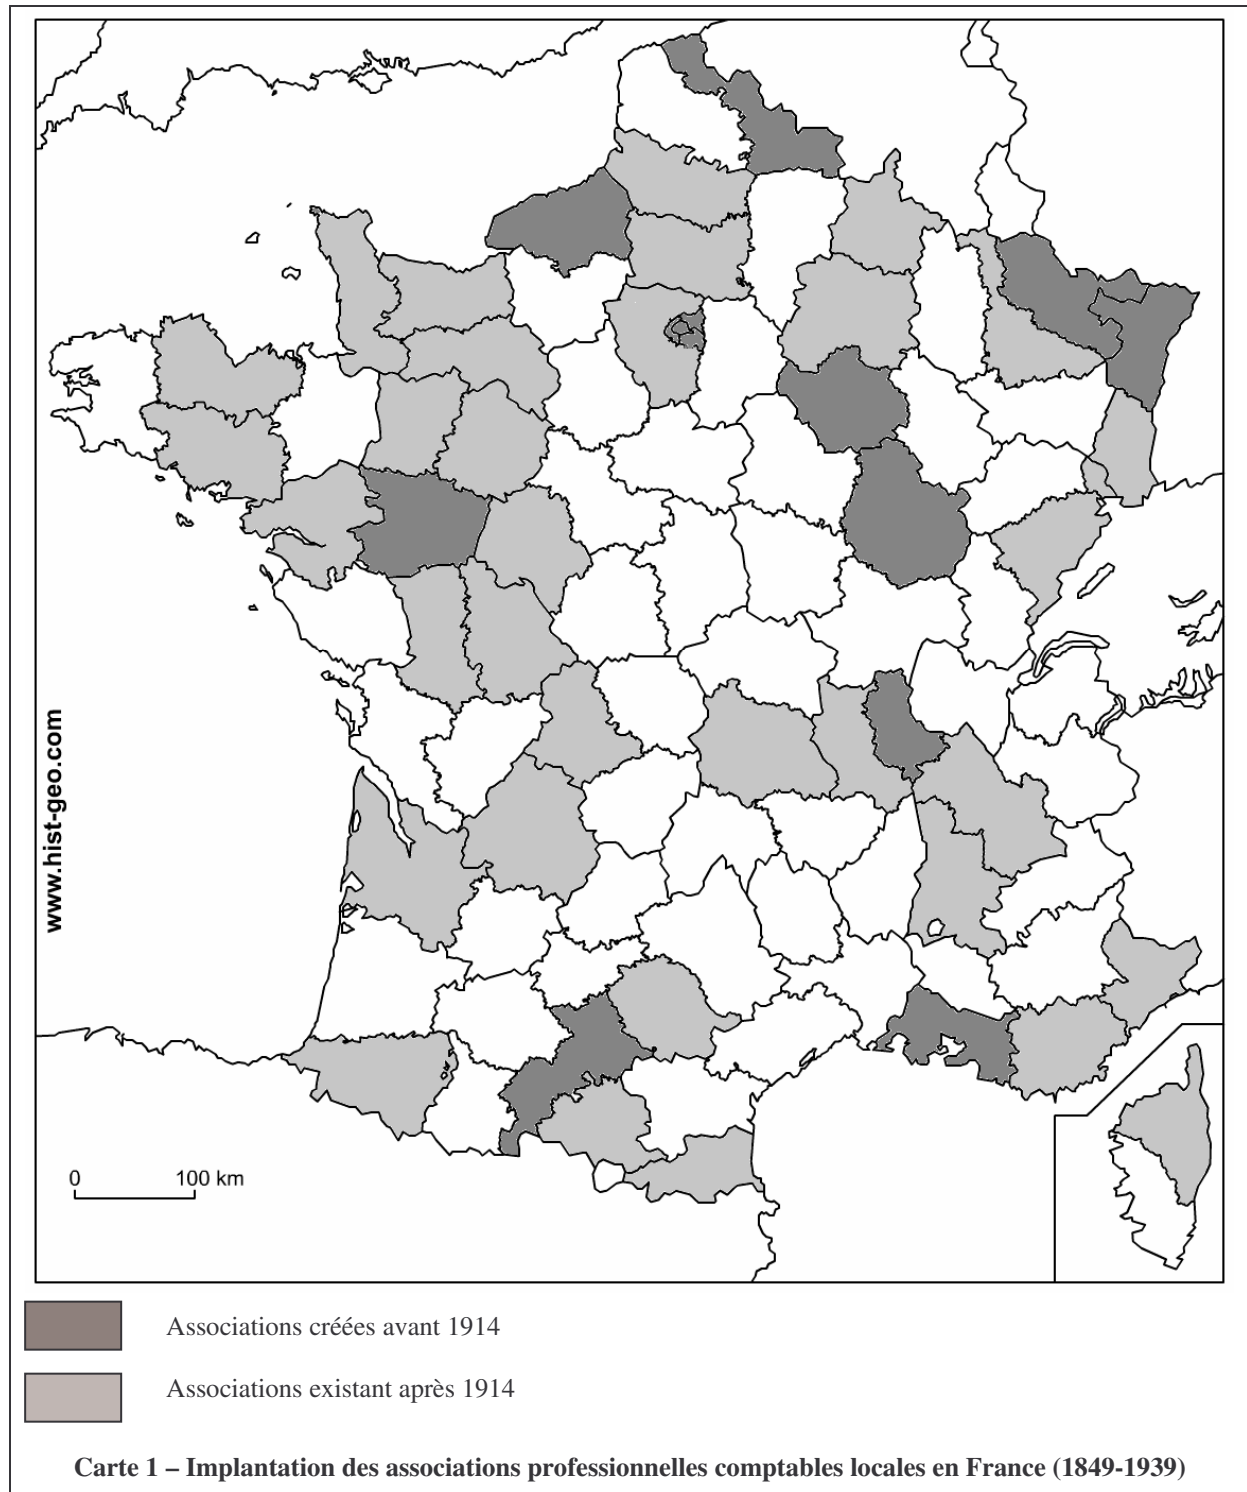 www.hist-geo.com
0 100 km
Associations créées avant 1914
Associations existant après 1914
Carte 1 – Implantation des associations professionnelles comptables locales en France (1849-1939)